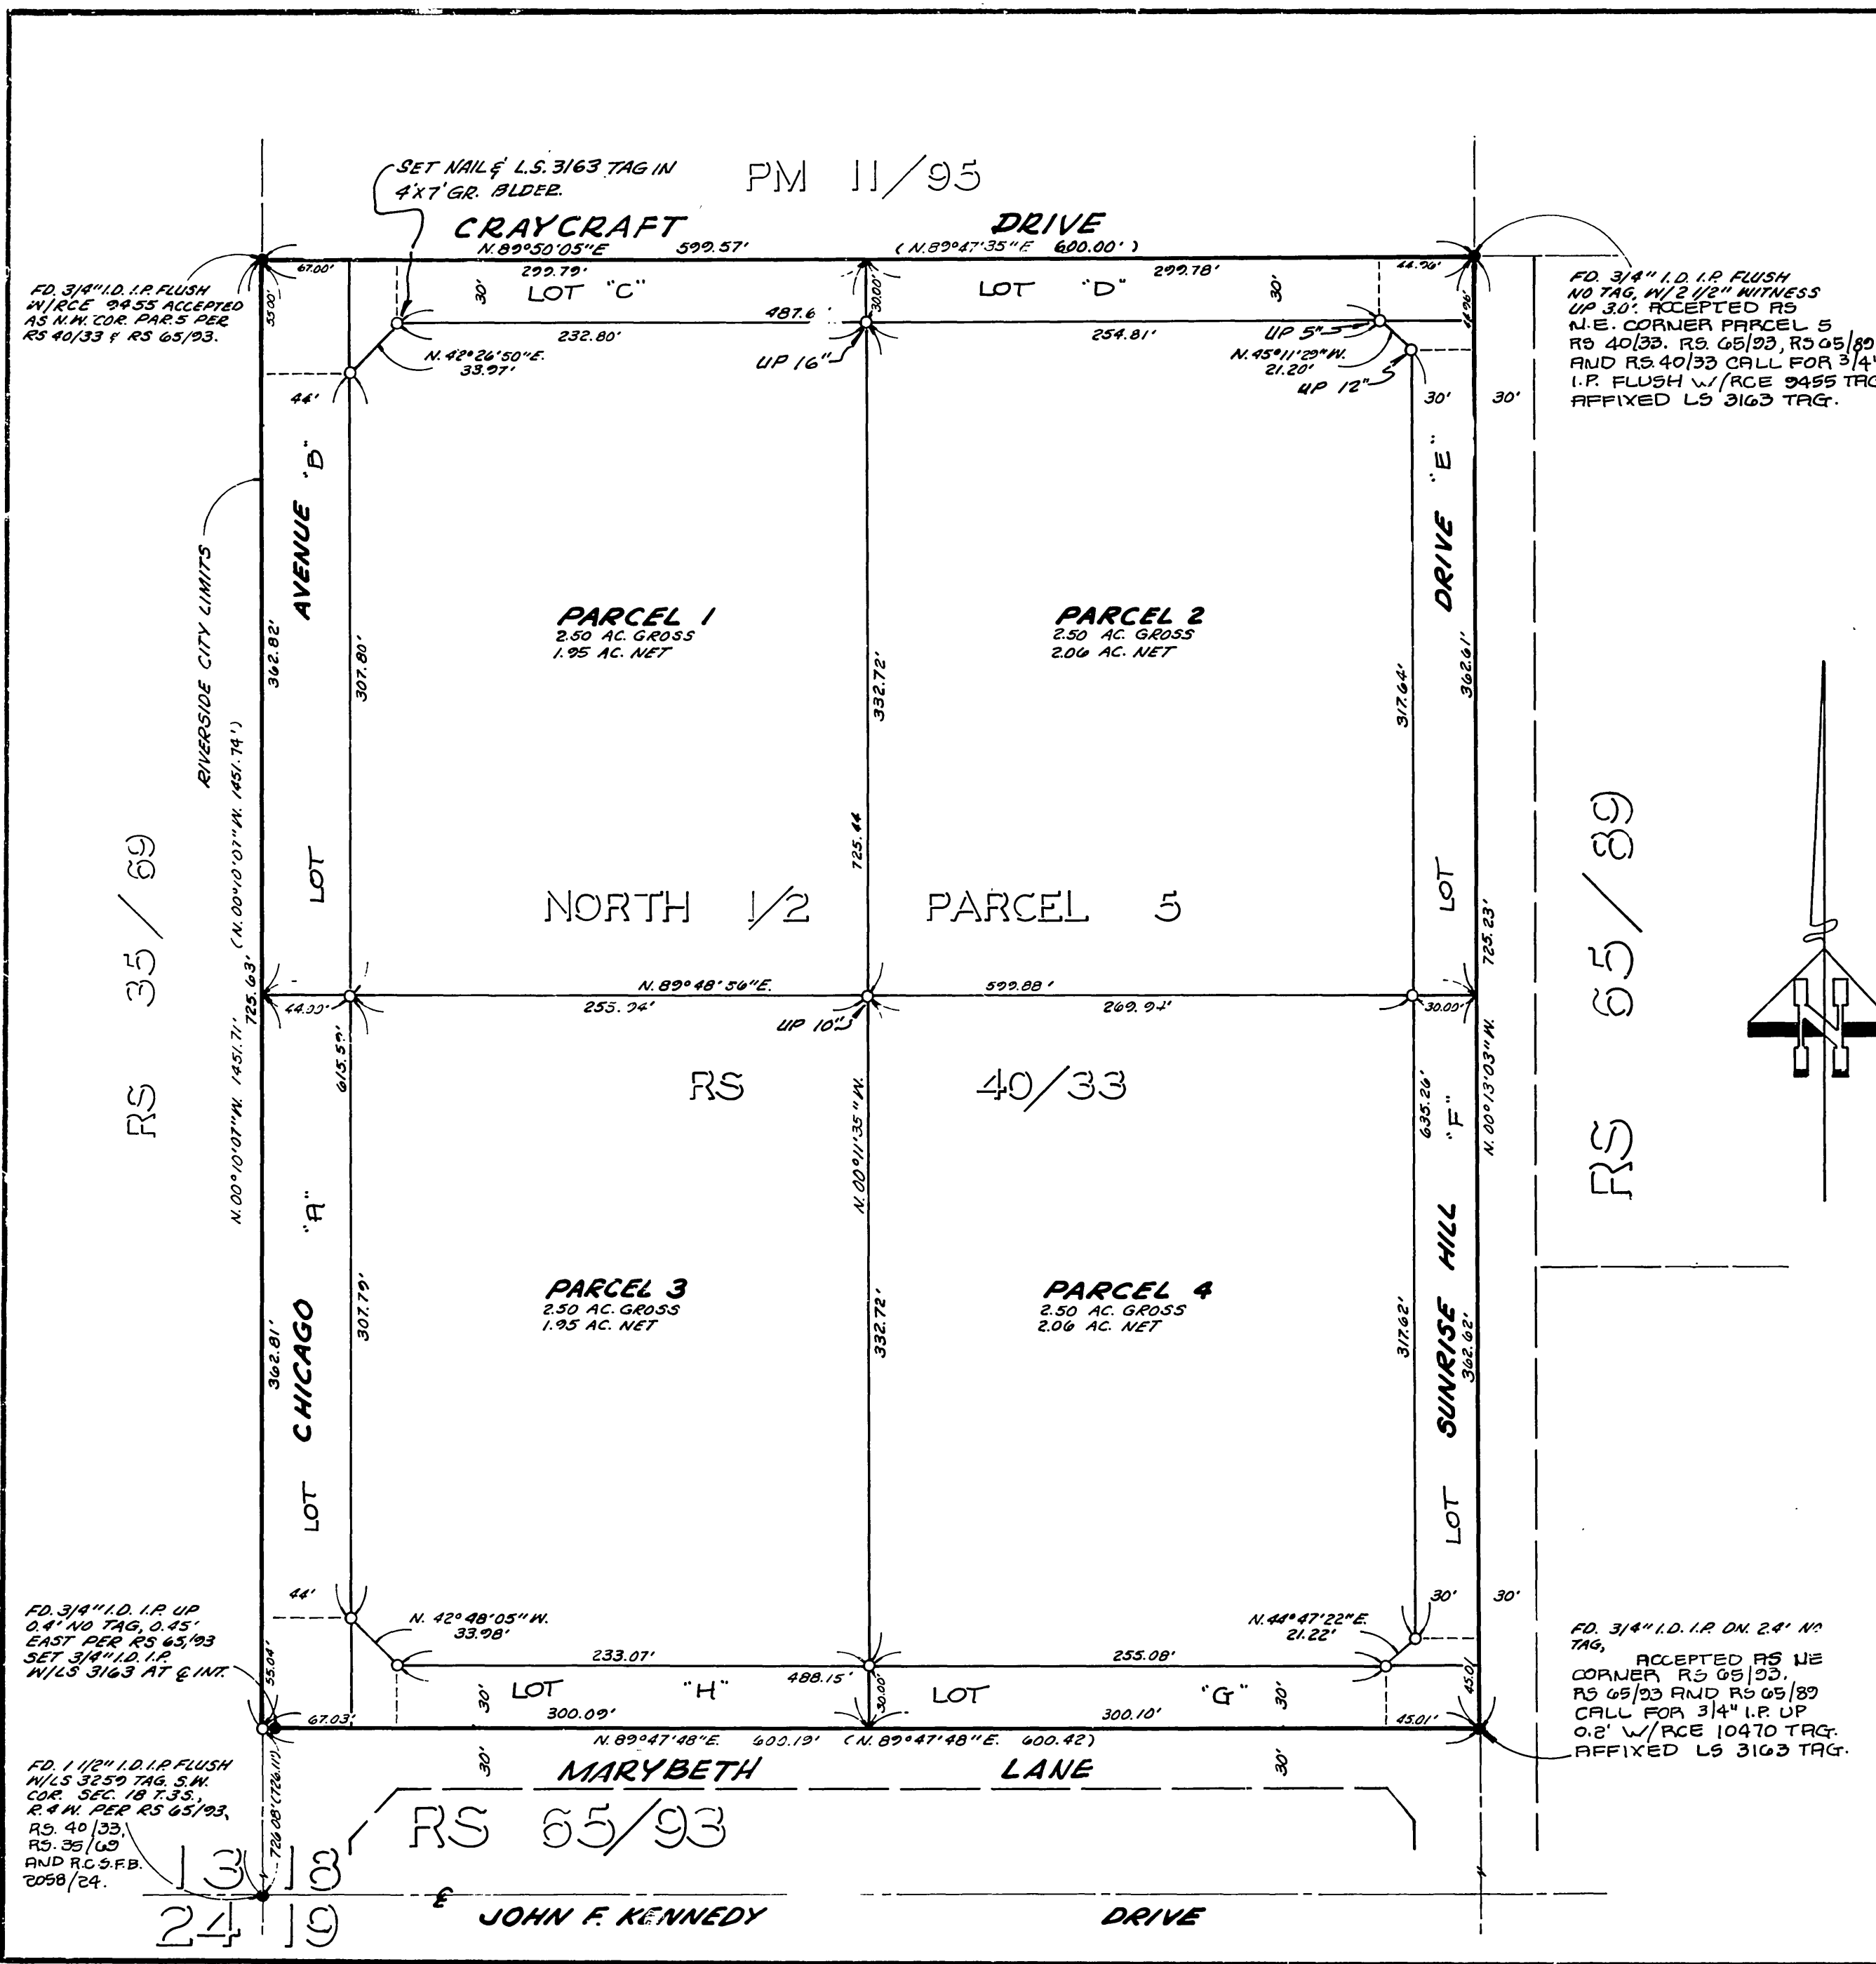 SET NAIL & L.S. 3163 TAG IN
4'X7' GR. BLDER.
PM 11/95
CRAYCRAFT DRIVE
N.89°50'05"E 599.57' (N.89°47'35"E 600.00')
67.00' 299.79' 299.78' 44.96'
LOT "C" 30' LOT "D" 30'
55.00' 30.00' 44.96'
FD. 3/4" I.D. I.P. FLUSH
W/RCE 9455 ACCEPTED
AS N.W. COR. PAR. 5 PER
RS 40/33 & RS 65/93.
FD. 3/4" I.D. I.P. FLUSH
NO TAG, W/2 1/2" WITNESS
UP 3.0'. ACCEPTED AS
N.E. CORNER PARCEL 5
RS 40/33. RS. 65/93, RS 65/89
AND RS. 40/33 CALL FOR 3/4"
I.P. FLUSH W/RCE 9455 TAG
AFFIXED LS 3163 TAG.
487.6
232.80' 254.81'
UP 16" UP 5"
N.42°26'50"E.
33.97'
N.45°11'29"W.
21.20'
UP 12"
44' 30' 30'
RIVERSIDE CITY LIMITS
AVENUE "B"
LOT
DRIVE "E"
LOT
362.82'
307.80'
332.72'
317.64'
362.61'
PARCEL 1
2.50 AC. GROSS
1.95 AC. NET
PARCEL 2
2.50 AC. GROSS
2.06 AC. NET
RS 35/69
N.00°10'07"W. 1451.71' (N.00°10'07"W. 1451.74')
725.63'
725.44
725.23'
NORTH 1/2 PARCEL 5
RS 65/89
N.89°48'56"E. 599.88'
44.00' 255.94' 269.94' 30.00'
UP 10"
615.59'
RS 40/33
N.00°11'35"W.
635.26'
"F"
N.00°13'03"W.
"A"
CHICAGO
LOT
SUNRISE HILL
LOT
362.81'
307.79'
332.72'
317.62'
362.62'
PARCEL 3
2.50 AC. GROSS
1.95 AC. NET
PARCEL 4
2.50 AC. GROSS
2.06 AC. NET
44' 30' 30'
N.42°48'05"W.
33.98'
N.44°47'22"E.
21.22'
FD. 3/4" I.D. I.P. UP
0.4' NO TAG, 0.45'
EAST PER RS 65/93
SET 3/4" I.D. I.P.
W/LS 3163 AT ℄ INT.
55.04' 233.07' 488.15' 255.08' 45.01
LOT "H" 30' 30.00' LOT "G" 30'
67.03' 300.09' 300.10' 45.01'
N.89°47'48"E. 600.19' (N.89°47'48"E. 600.42)
30' MARYBETH LANE 30'
FD. 3/4" I.D. I.P. DN. 2.4' NO
TAG,
ACCEPTED AS NE
CORNER RS 65/93.
RS 65/93 AND RS 65/89
CALL FOR 3/4" I.P. UP
0.2' W/RCE 10470 TAG.
AFFIXED LS 3163 TAG.
FD. 1 1/2" I.D. I.P. FLUSH
W/LS 3259 TAG. S.W.
COR. SEC. 18 T.3S.,
R.4W. PER RS 65/93,
RS. 40/33,
RS. 35/69
AND R.C.S.F.B.
2058/24.
726.08' (726.11')
RS 65/93
13 18
24 19
℄ JOHN F. KENNEDY DRIVE